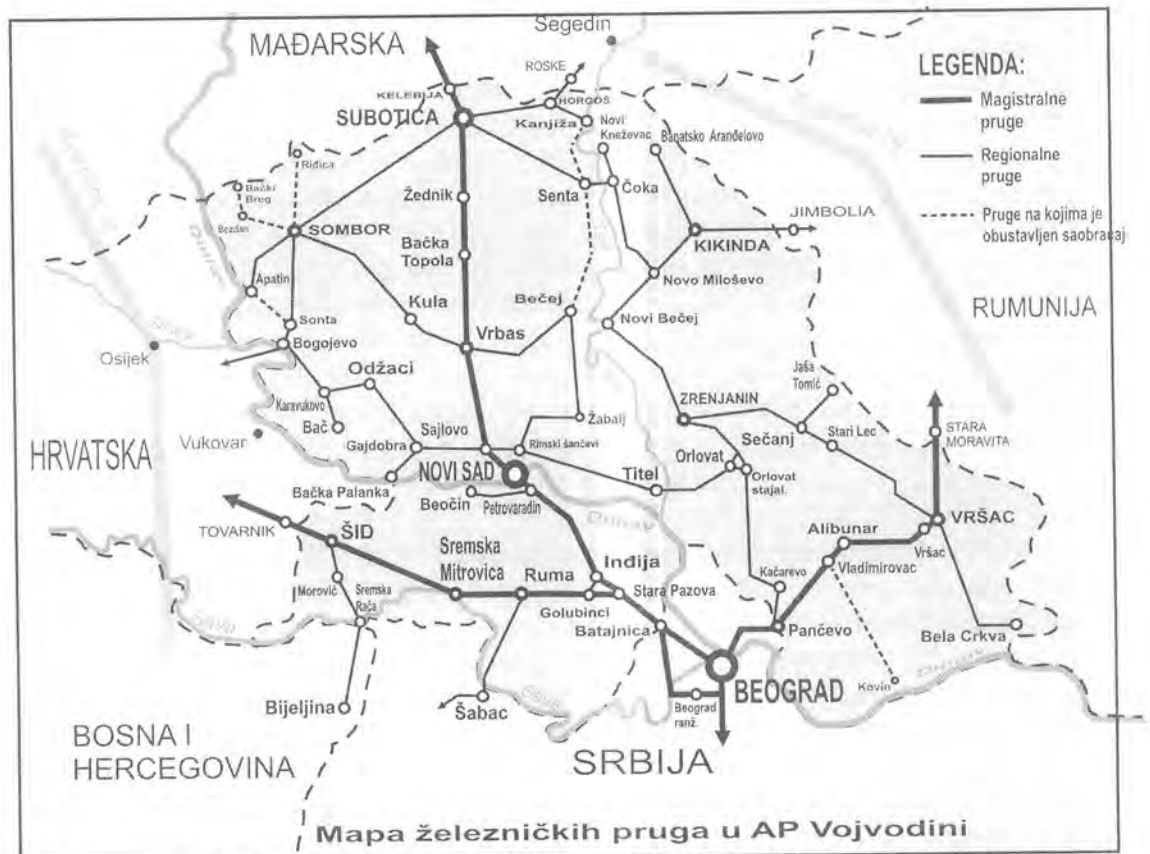 Segedin
MAĐARSKA
ROSKE
KELEBIJA
HORGOŠ
SUBOTICA
Kanjiža
Novi
Kneževac
Banatsko Aranđelovo
LEGENDA:
Magistralne
pruge
Regionalne
pruge
Pruge na kojima je
obustavljen saobraćaj
Riđica
Bački
Breg
Bezdan
Žednik
Senta
Čoka
SOMBOR
JIMBOLIA
KIKINDA
Bačka
Topola
Apatin
Novo Miloševo
Kula
Bečej
RUMUNIJA
Sonta
Novi Bečej
Bogojevo
Vrbas
Osijek
Odžaci
Jaša
Tomić
Karavukovo
Bač
ZRENJANIN
Žabalj
Vukovar
Gajdobra
Sajlovo
Sečanj
Stari Lec
STARA
MORAVITA
HRVATSKA
Rimski šančevi
NOVI SAD
Titel
Orlovat
Orlovat
stajal.
Bačka Palanka
Beočin
Petrovaradin
Dunav
TOVARNIK
ŠID
Alibunar
VRŠAC
Vršac
Sremska
Mitrovica
Ruma
Inđija
Vladimirovac
Kačarevo
Morović
Sremska
Rača
Golubinci
Stara Pazova
Sava
Batajnica
Pančevo
Bela Crkva
Dunav
BEOGRAD
Kovin
Bijeljina
Šabac
Sava
Beograd
ranž.
BOSNA I
HERCEGOVINA
SRBIJA
Mapa železničkih pruga u AP Vojvodini